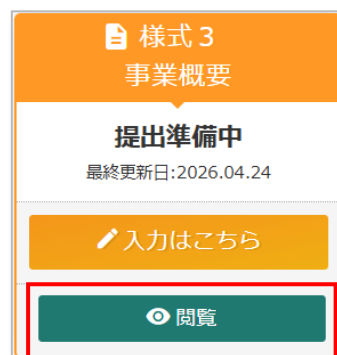 様式３
事業概要
提出準備中
最終更新日:2026.04.24
入力はこちら
閲覧